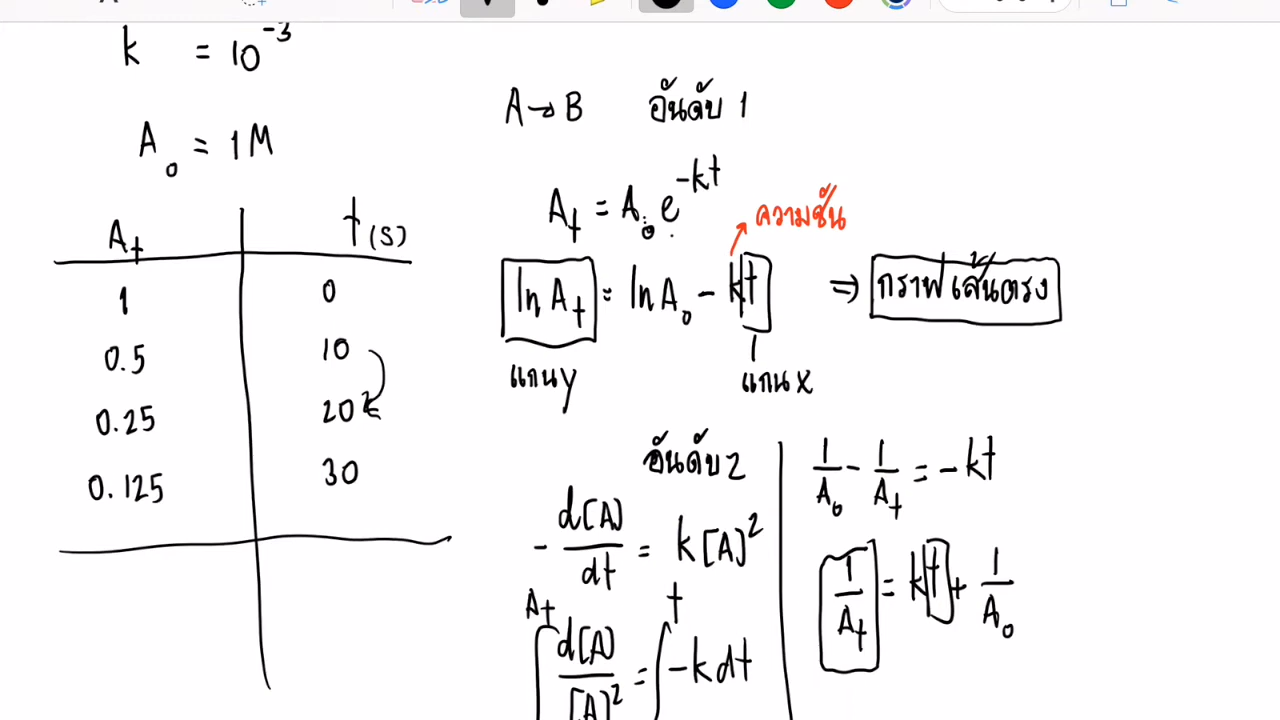 k = 10⁻³
A₀ = 1M
Aₜ t(s)
1 0
0.5 10
0.25 20
0.125 30
A → B อันดับ 1
Aₜ = A₀e^(-kt)
ความชัน
ln Aₜ = ln A₀ - kt ⇒ กราฟเส้นตรง
แกน y แกน x
อันดับ 2
- d[A]/dt = k[A]²
∫ At d[A]/[A]² = ∫ t -k dt
1/A₀ - 1/Aₜ = -kt
1/Aₜ = kt + 1/A₀